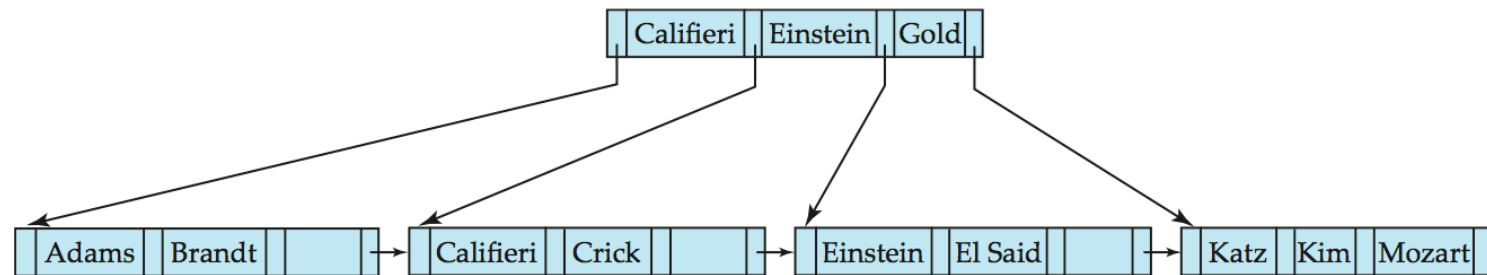 Califieri Einstein Gold
Adams Brandt Califieri Crick Einstein El Said Katz Kim Mozart